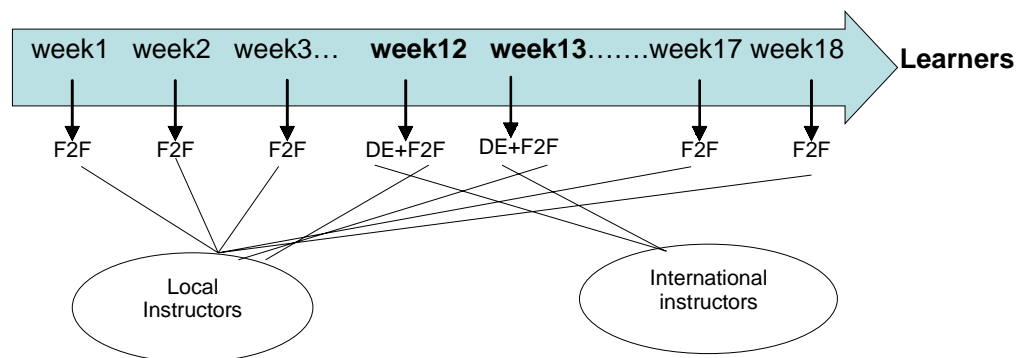 week1 week2 week3… week12 week13…….week17 week18 Learners
F2F F2F F2F DE+F2F DE+F2F F2F F2F
Local
Instructors
International
instructors